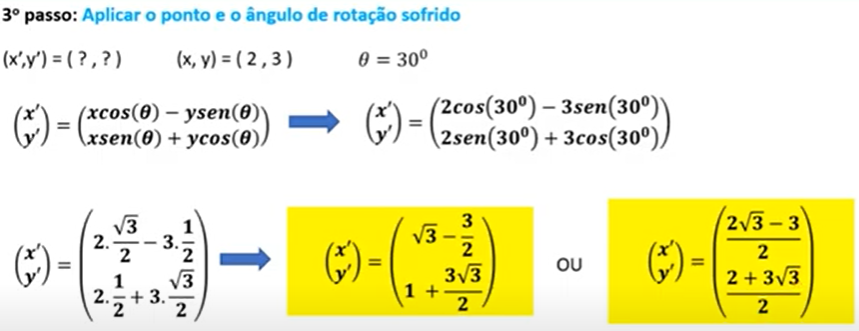 3º passo: Aplicar o ponto e o ângulo de rotação sofrido
(x′,y′) = ( ? , ? ) (x, y) = ( 2 , 3 ) θ = 30⁰
(x′ y′) = (xcos(θ) − ysen(θ) xsen(θ) + ycos(θ)) (x′ y′) = (2cos(30⁰) − 3sen(30⁰) 2sen(30⁰) + 3cos(30⁰))
(x′ y′) = (2.√3/2 − 3.1/2 2.1/2 + 3.√3/2) (x′ y′) = (√3 − 3/2 1 + 3√3/2) OU (x′ y′) = ((2√3 − 3)/2 (2 + 3√3)/2)